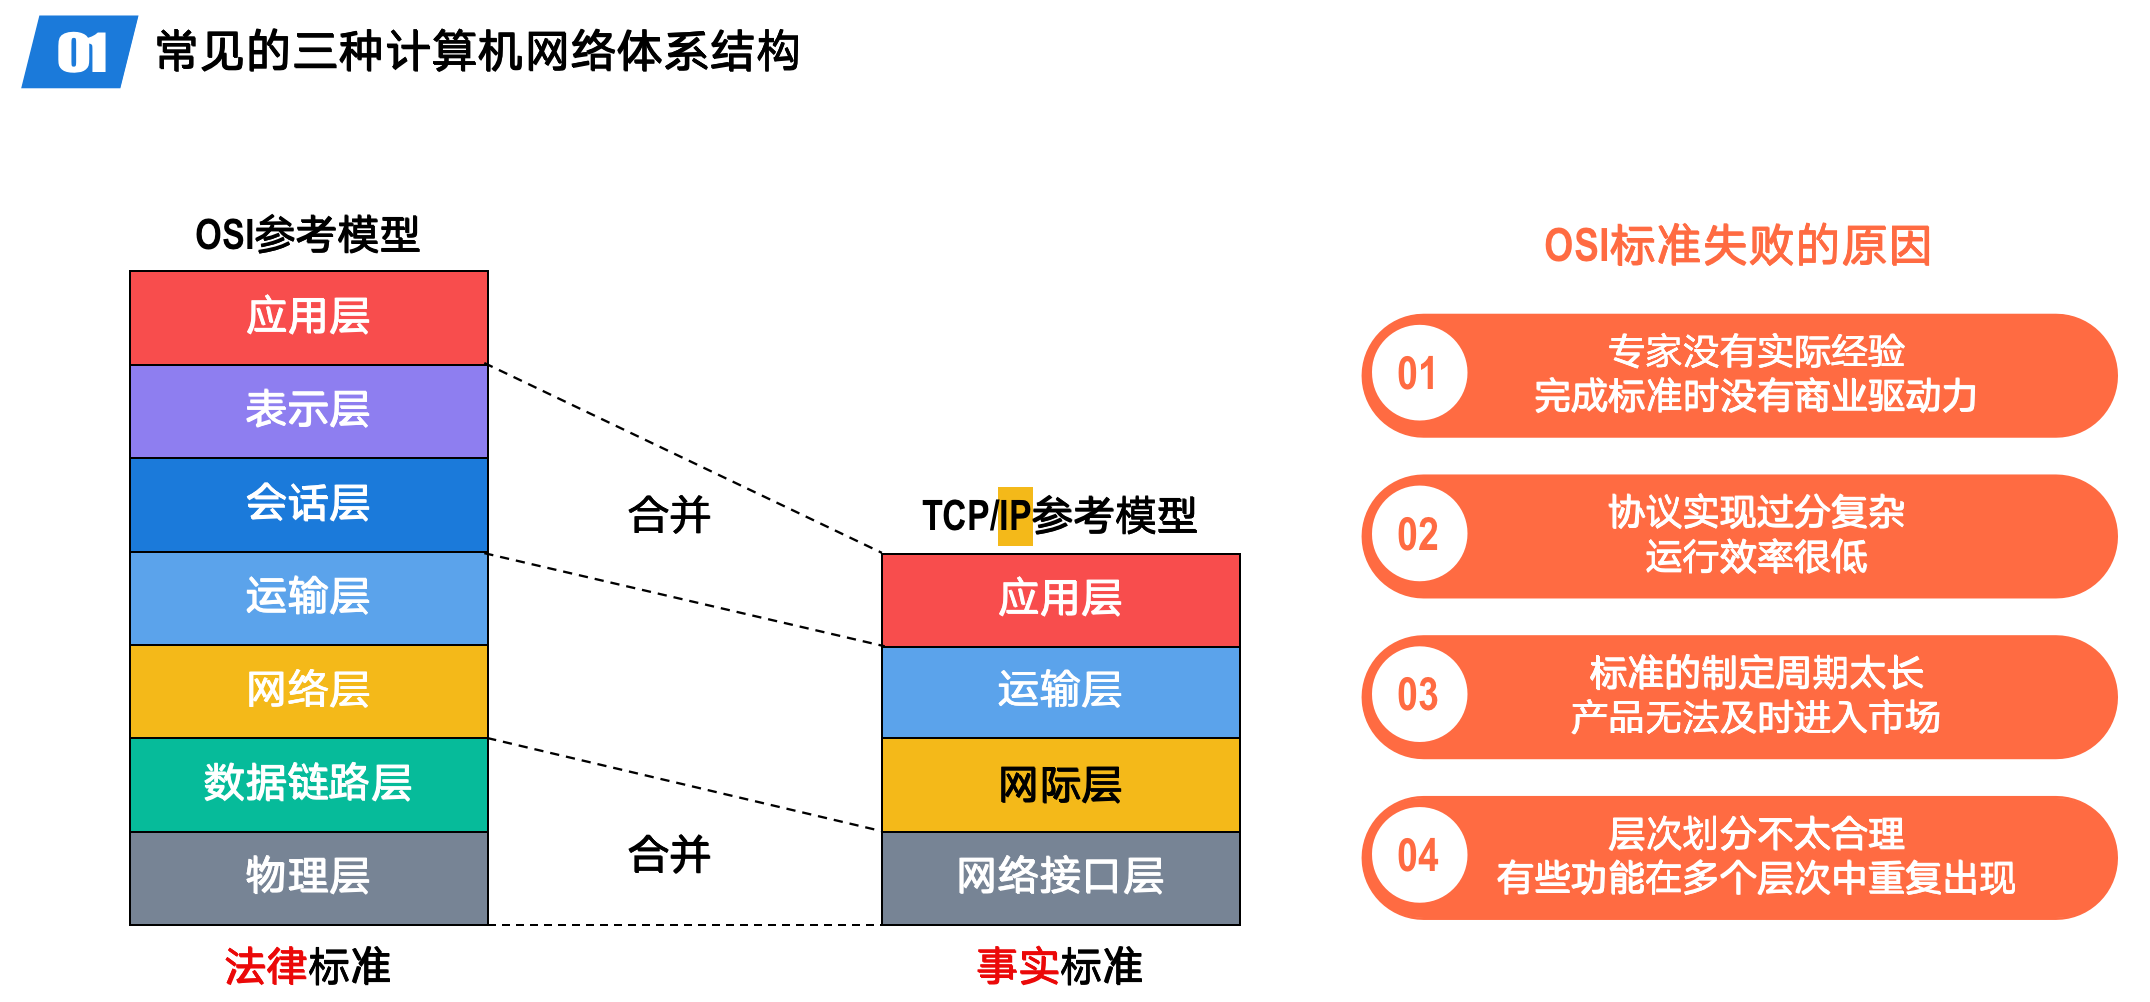 01 常见的三种计算机网络体系结构
OSI参考模型
应用层
表示层
会话层
运输层
网络层
数据链路层
物理层
法律标准
合并
合并
TCP/IP参考模型
应用层
运输层
网际层
网络接口层
事实标准
OSI标准失败的原因
01
专家没有实际经验
完成标准时没有商业驱动力
02
协议实现过分复杂
运行效率很低
03
标准的制定周期太长
产品无法及时进入市场
04
层次划分不太合理
有些功能在多个层次中重复出现